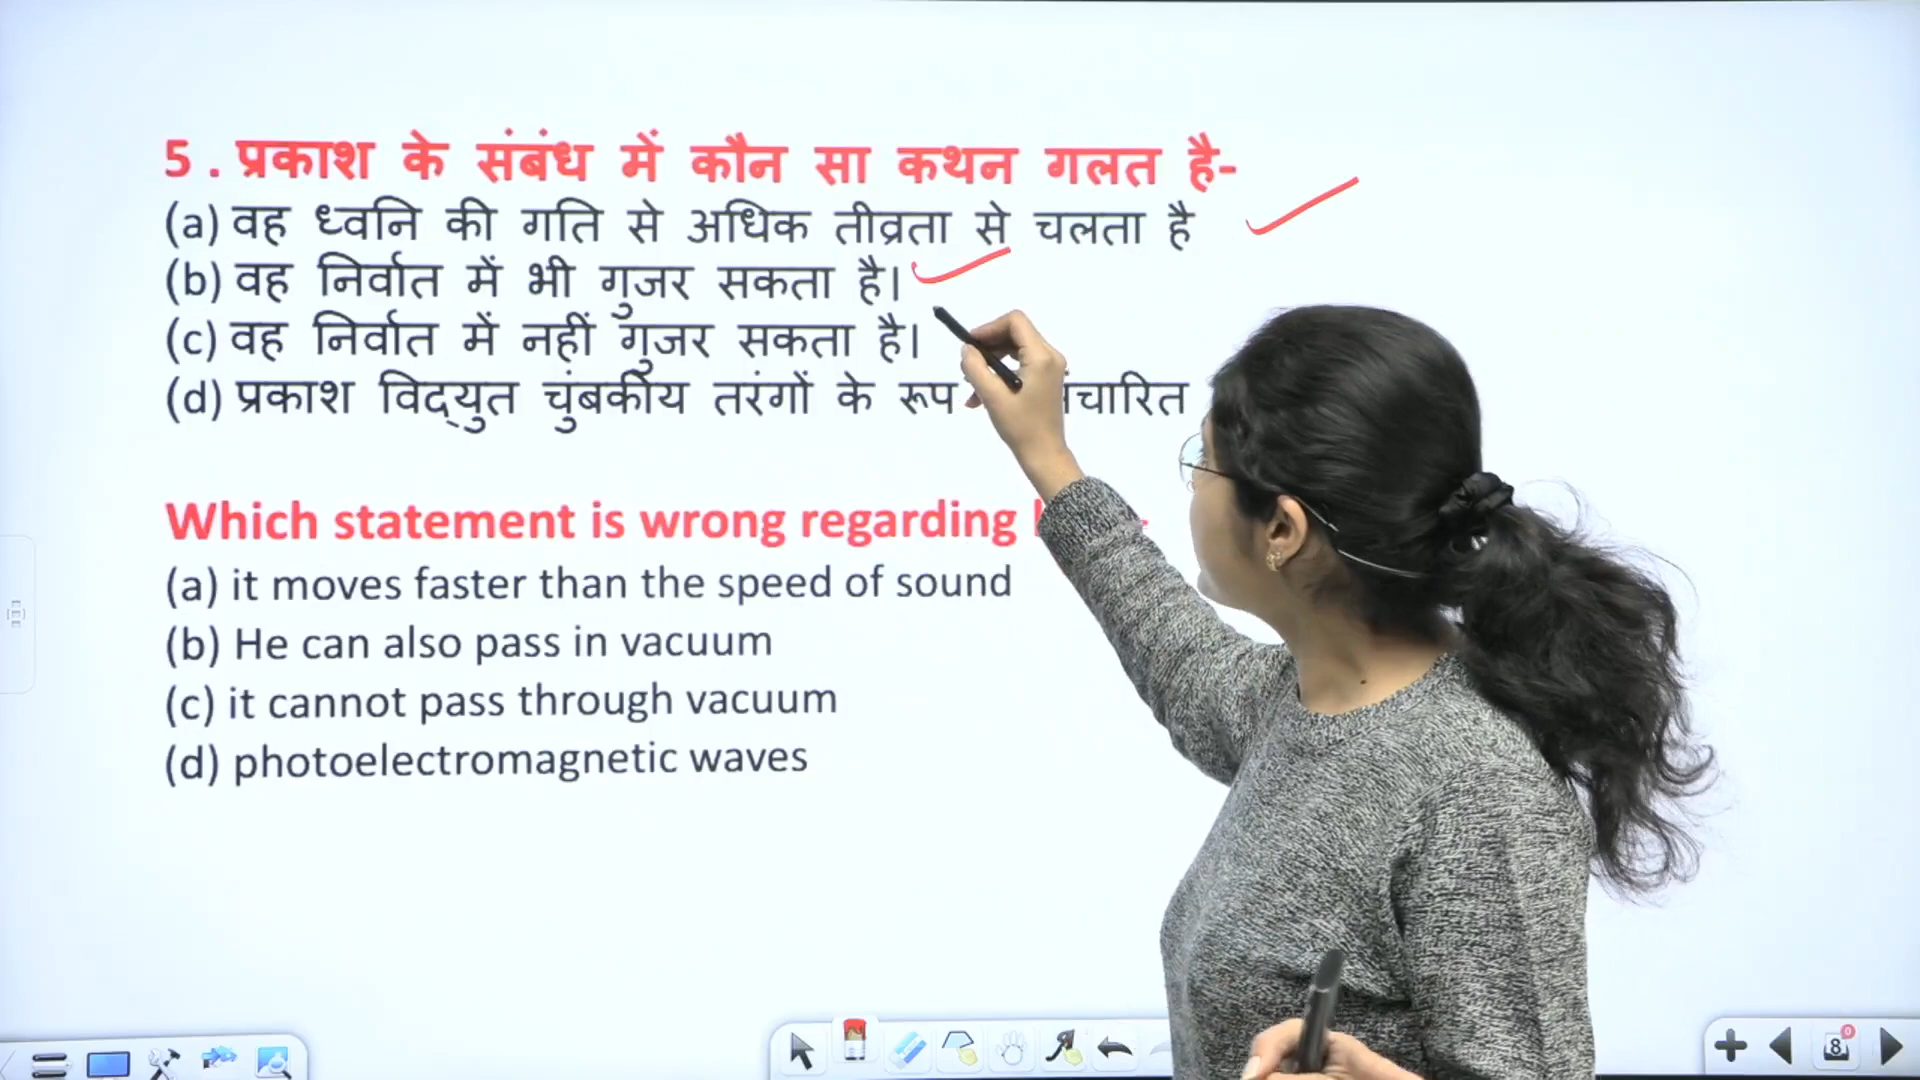 5 . प्रकाश के संबंध में कौन सा कथन गलत है-
(a) वह ध्वनि की गति से अधिक तीव्रता से चलता है
(b) वह निर्वात में भी गुजर सकता है।
(c) वह निर्वात में नहीं गुजर सकता है।
(d) प्रकाश विद्युत चुंबकीय तरंगों के रूप
Which statement is wrong regarding
(a) it moves faster than the speed of sound
(b) He can also pass in vacuum
(c) it cannot pass through vacuum
(d) photoelectromagnetic waves
8
0